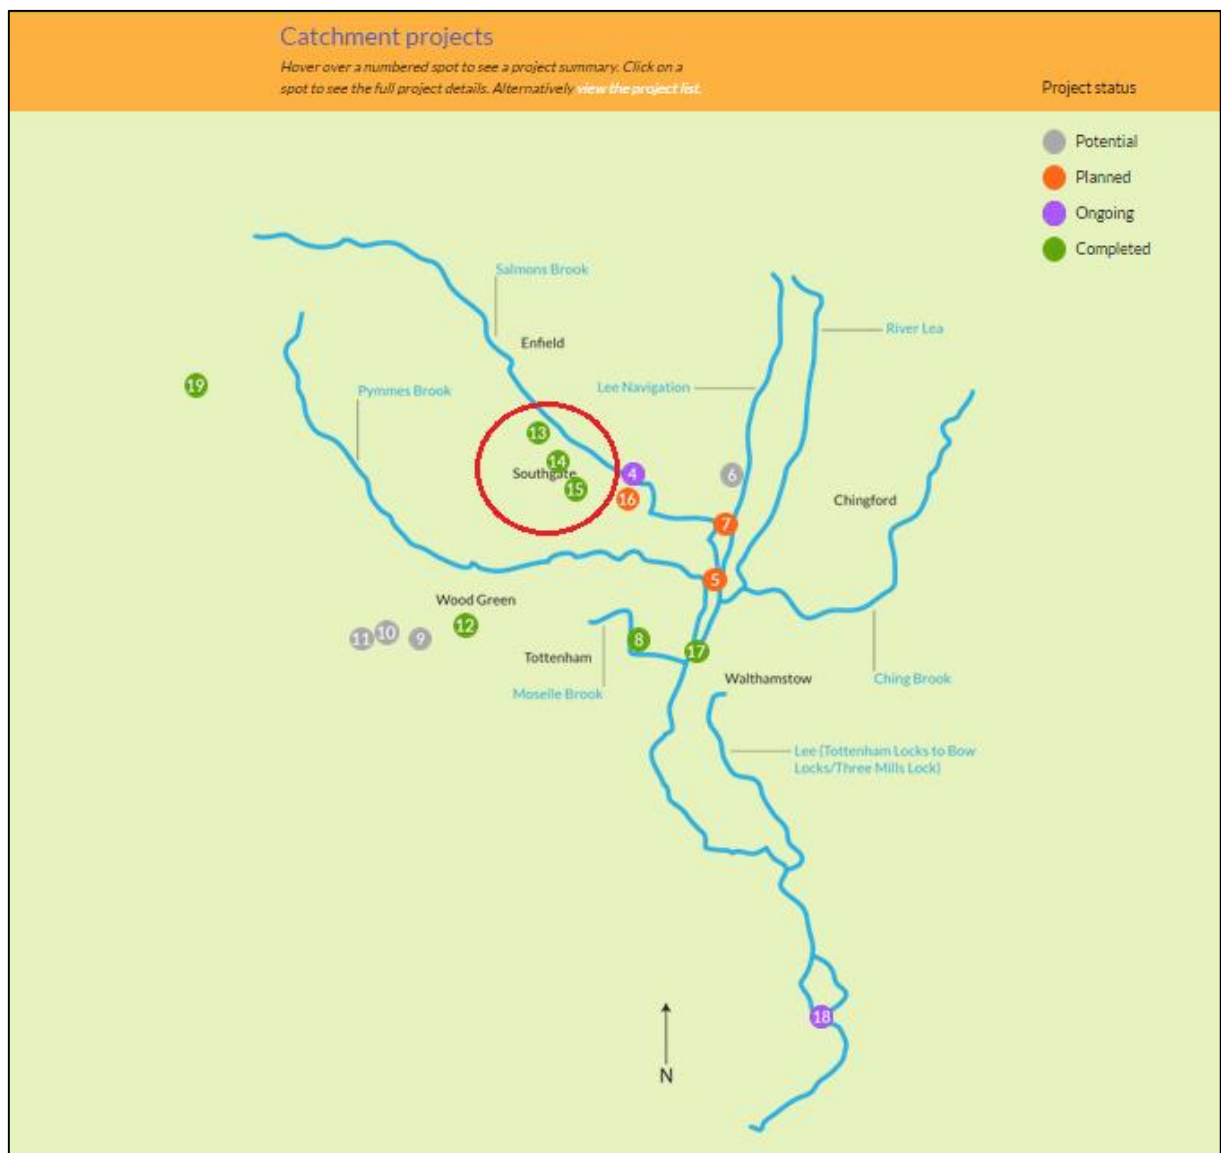 Catchment projects
Hover over a numbered spot to see a project summary. Click on a
spot to see the full project details. Alternatively view the project list.
Project status
Potential
Planned
Ongoing
Completed
Salmons Brook
Enfield
River Lea
19
Pymmes Brook
Lee Navigation
13
14
Southgate
15
4
16
6
Chingford
7
5
Wood Green
11
10
9
12
8
17
Tottenham
Moselle Brook
Walthamstow
Ching Brook
Lee (Tottenham Locks to Bow
Locks/Three Mills Lock)
18
N